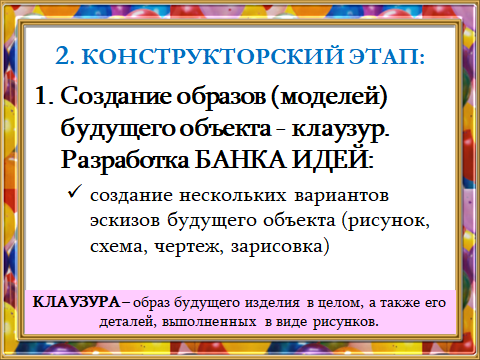 2. КОНСТРУКТОРСКИЙ ЭТАП:
1. Создание образов (моделей)
будущего объекта - клаузур.
Разработка БАНКА ИДЕЙ:
✓ создание нескольких вариантов
эскизов будущего объекта (рисунок,
схема, чертеж, зарисовка)
КЛАУЗУРА– образ будущего изделия в целом, а также его
деталей, выполненных в виде рисунков.